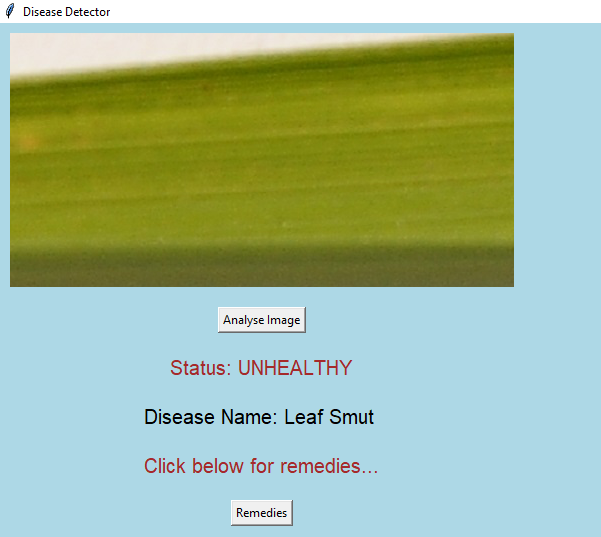 Disease Detector
Analyse Image
Status: UNHEALTHY
Disease Name: Leaf Smut
Click below for remedies...
Remedies